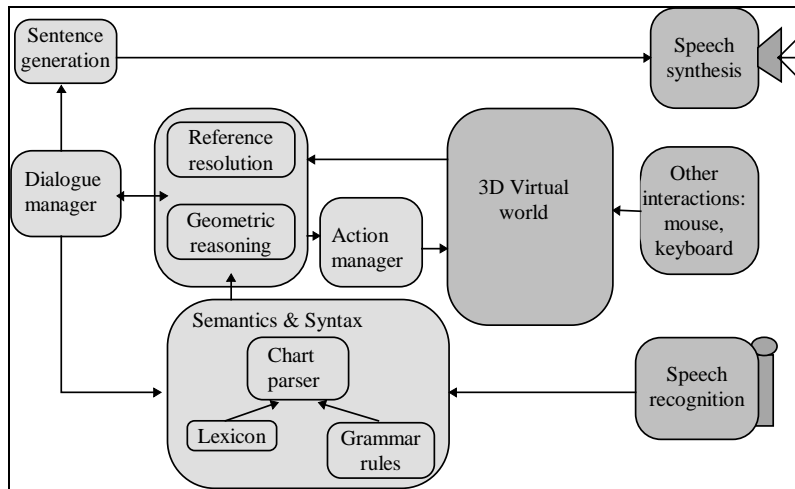 Sentence
generation
Speech
synthesis
Reference
resolution
Dialogue
manager
Geometric
reasoning
Action
manager
3D Virtual
world
Other
interactions:
mouse,
keyboard
Semantics & Syntax
Chart
parser
Lexicon
Grammar
rules
Speech
recognition